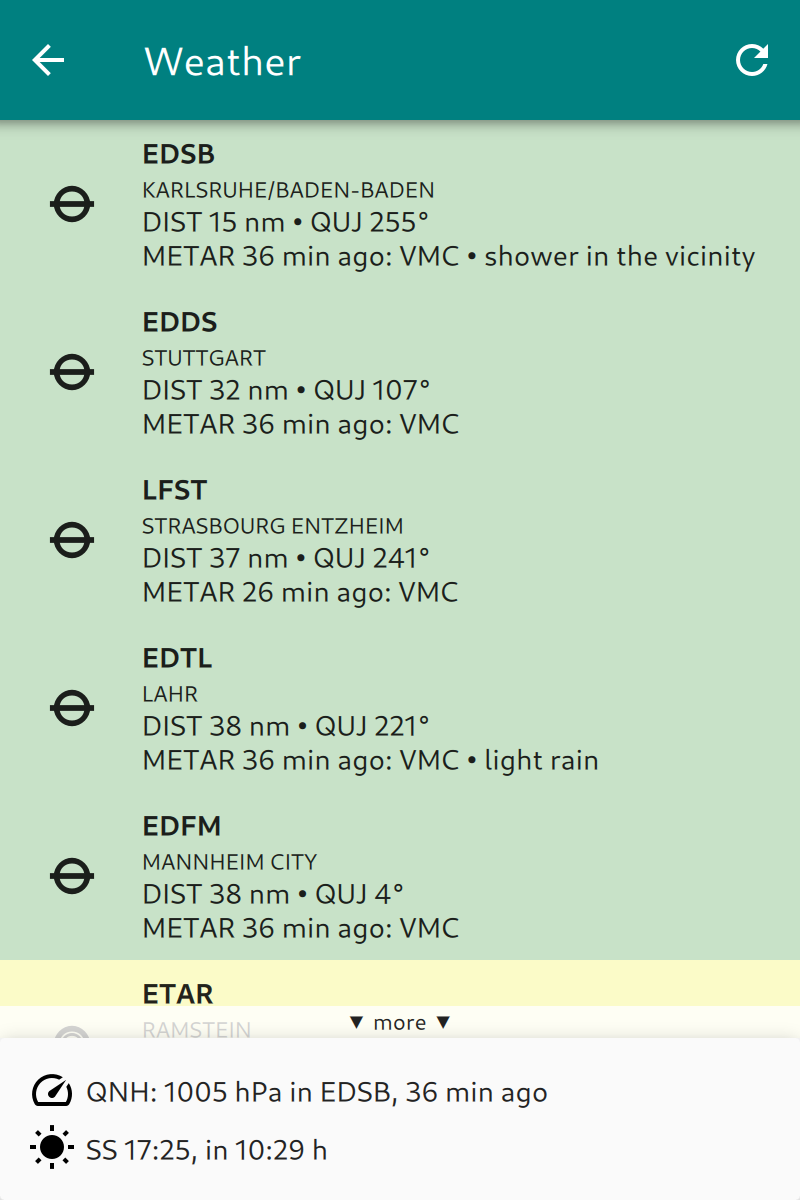 Weather
EDSB
KARLSRUHE/BADEN-BADEN
DIST 15 nm • QUJ 255°
METAR 36 min ago: VMC • shower in the vicinity
EDDS
STUTTGART
DIST 32 nm • QUJ 107°
METAR 36 min ago: VMC
LFST
STRASBOURG ENTZHEIM
DIST 37 nm • QUJ 241°
METAR 26 min ago: VMC
EDTL
LAHR
DIST 38 nm • QUJ 221°
METAR 36 min ago: VMC • light rain
EDFM
MANNHEIM CITY
DIST 38 nm • QUJ 4°
METAR 36 min ago: VMC
ETAR
RAMSTEIN
▼ more ▼
QNH: 1005 hPa in EDSB, 36 min ago
SS 17:25, in 10:29 h